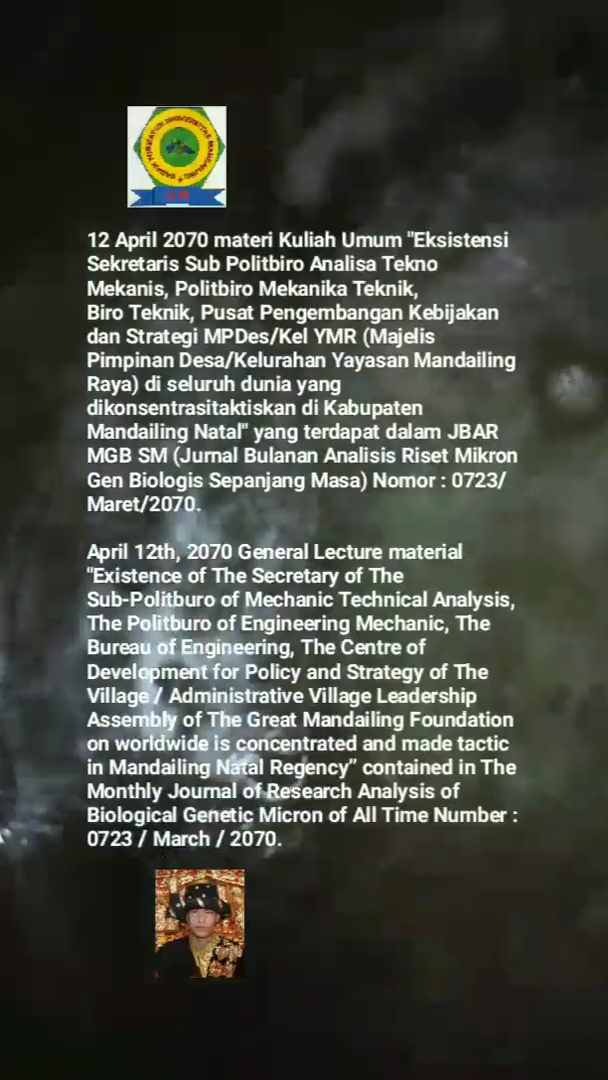 12 April 2070 materi Kuliah Umum "Eksistensi
Sekretaris Sub Politbiro Analisa Tekno
Mekanis, Politbiro Mekanika Teknik,
Biro Teknik, Pusat Pengembangan Kebijakan
dan Strategi MPDes/Kel YMR (Majelis
Pimpinan Desa/Kelurahan Yayasan Mandailing
Raya) di seluruh dunia yang
dikonsentrasitaktiskan di Kabupaten
Mandailing Natal" yang terdapat dalam JBAR
MGB SM (Jurnal Bulanan Analisis Riset Mikron
Gen Biologis Sepanjang Masa) Nomor : 0723/
Maret/2070.
April 12th, 2070 General Lecture material
"Existence of The Secretary of The
Sub-Politburo of Mechanic Technical Analysis,
The Politburo of Engineering Mechanic, The
Bureau of Engineering, The Centre of
Development for Policy and Strategy of The
Village / Administrative Village Leadership
Assembly of The Great Mandailing Foundation
on worldwide is concentrated and made tactic
in Mandailing Natal Regency” contained in The
Monthly Journal of Research Analysis of
Biological Genetic Micron of All Time Number :
0723 / March / 2070.